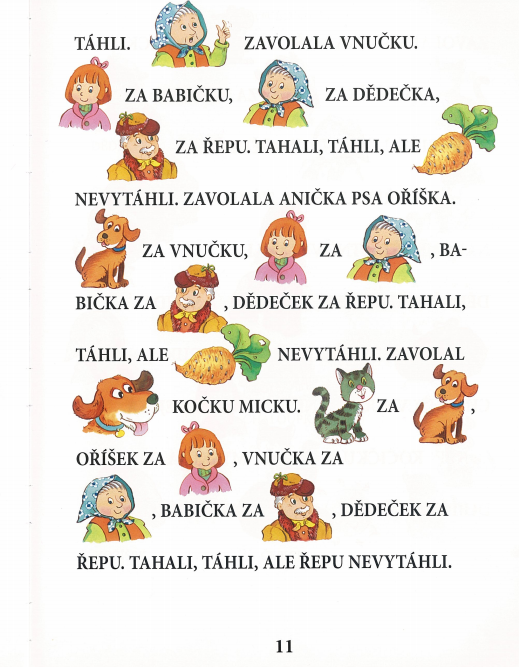 TÁHLI. ZAVOLALA VNUČKU.
ZA BABIČKU, ZA DĚDEČKA,
ZA ŘEPU. TAHALI, TÁHLI, ALE
NEVYTÁHLI. ZAVOLALA ANIČKA PSA OŘÍŠKA.
ZA VNUČKU, ZA , BA-
BIČKA ZA , DĚDEČEK ZA ŘEPU. TAHALI,
TÁHLI, ALE NEVYTÁHLI. ZAVOLAL
KOČKU MICKU. ZA ,
OŘÍŠEK ZA , VNUČKA ZA
, BABIČKA ZA , DĚDEČEK ZA
ŘEPU. TAHALI, TÁHLI, ALE ŘEPU NEVYTÁHLI.
11